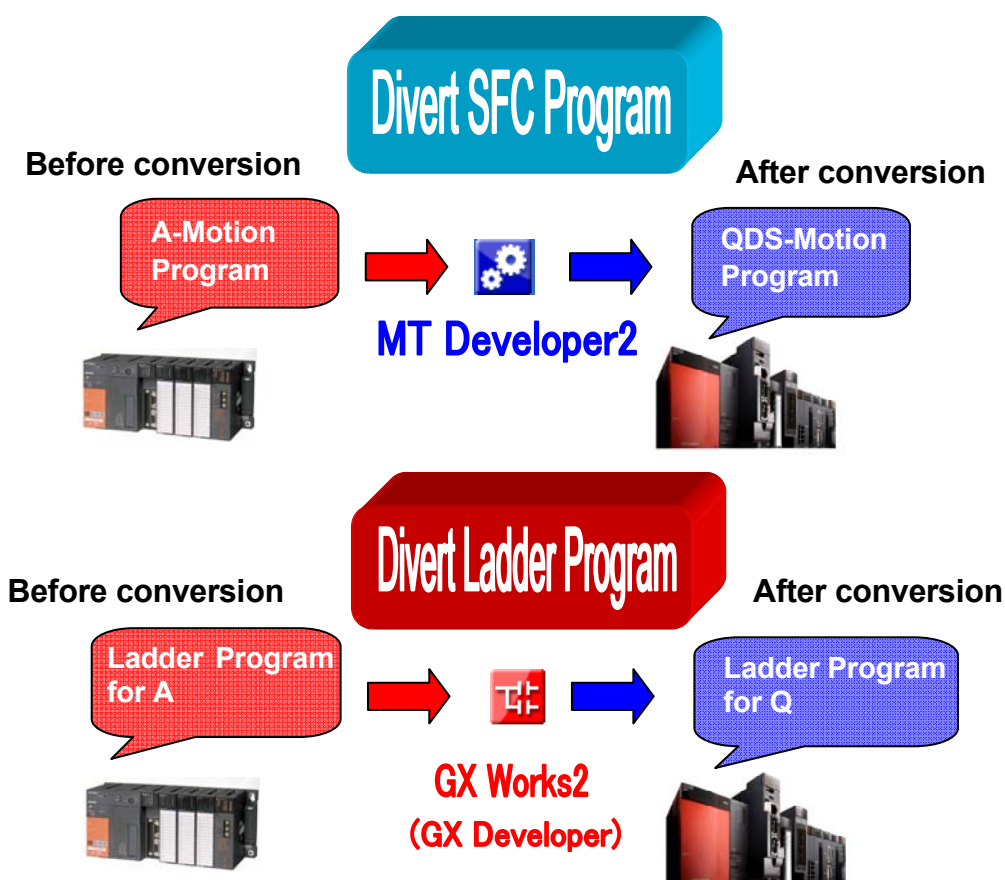 Divert SFC Program
Before conversion
After conversion
A-Motion
Program
QDS-Motion
Program
MT Developer2
Divert Ladder Program
Before conversion
After conversion
Ladder Program
for A
Ladder Program
for Q
GX Works2
(GX Developer)